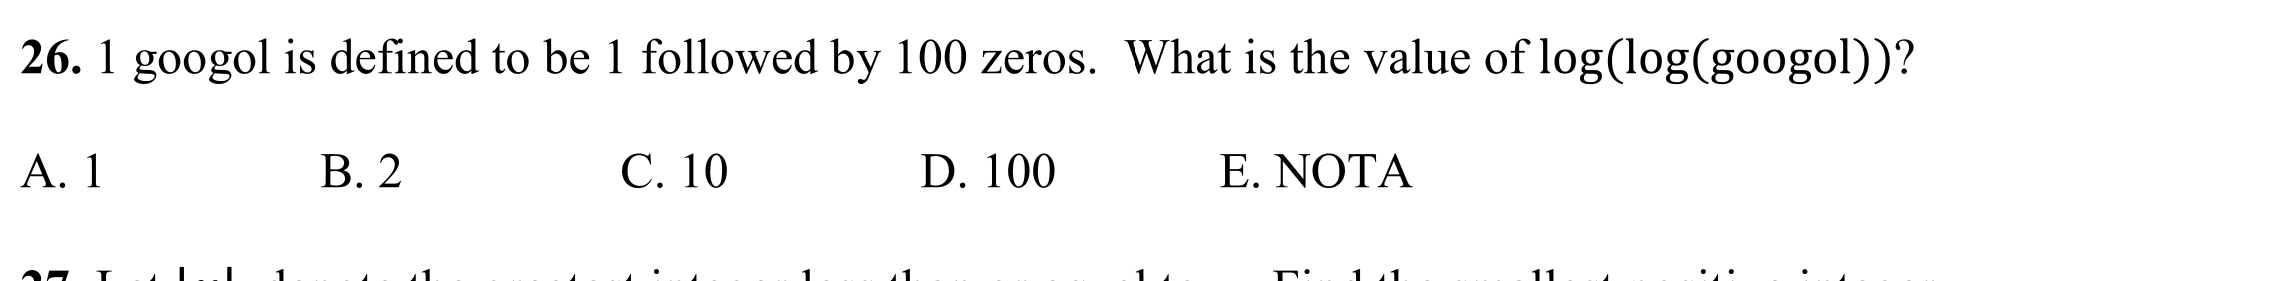 26. 1 googol is defined to be 1 followed by 100 zeros. What is the value of log(log(googol))?
A. 1 B. 2 C. 10 D. 100 E. NOTA